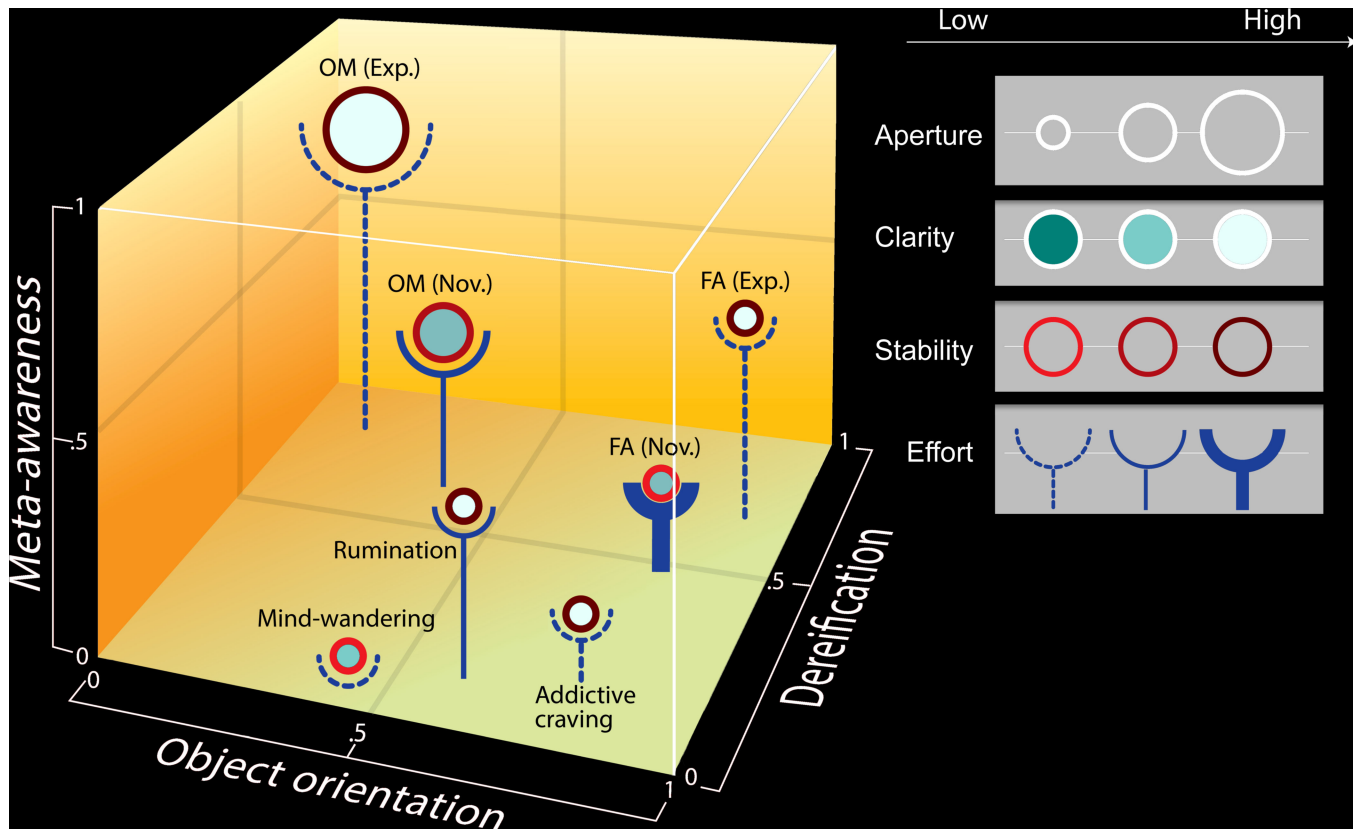 Low High
Aperture
Clarity
Stability
Effort
OM (Exp.)
OM (Nov.)
FA (Exp.)
FA (Nov.)
Rumination
Mind-wandering
Addictive
craving
Meta-awareness
1
.5
0
Object orientation
0
.5
1
Dereification
0
.5
1